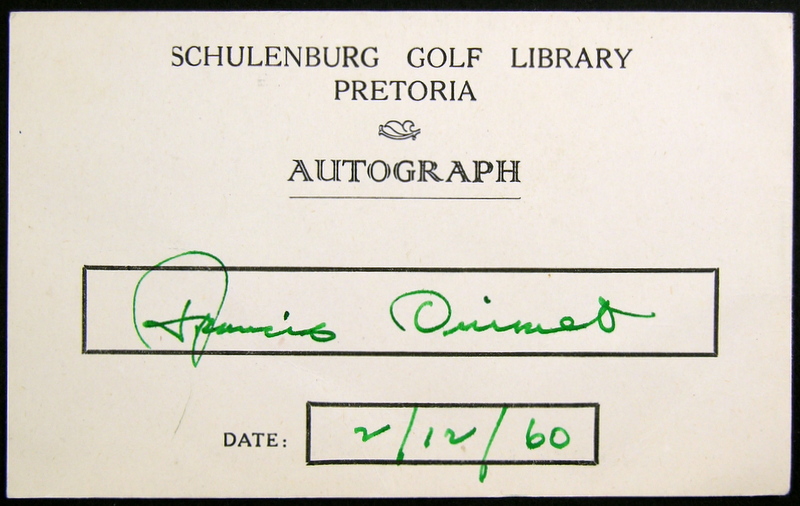 SCHULENBURG GOLF LIBRARY
PRETORIA
AUTOGRAPH
Francis Ouimet
DATE: 2/12/60